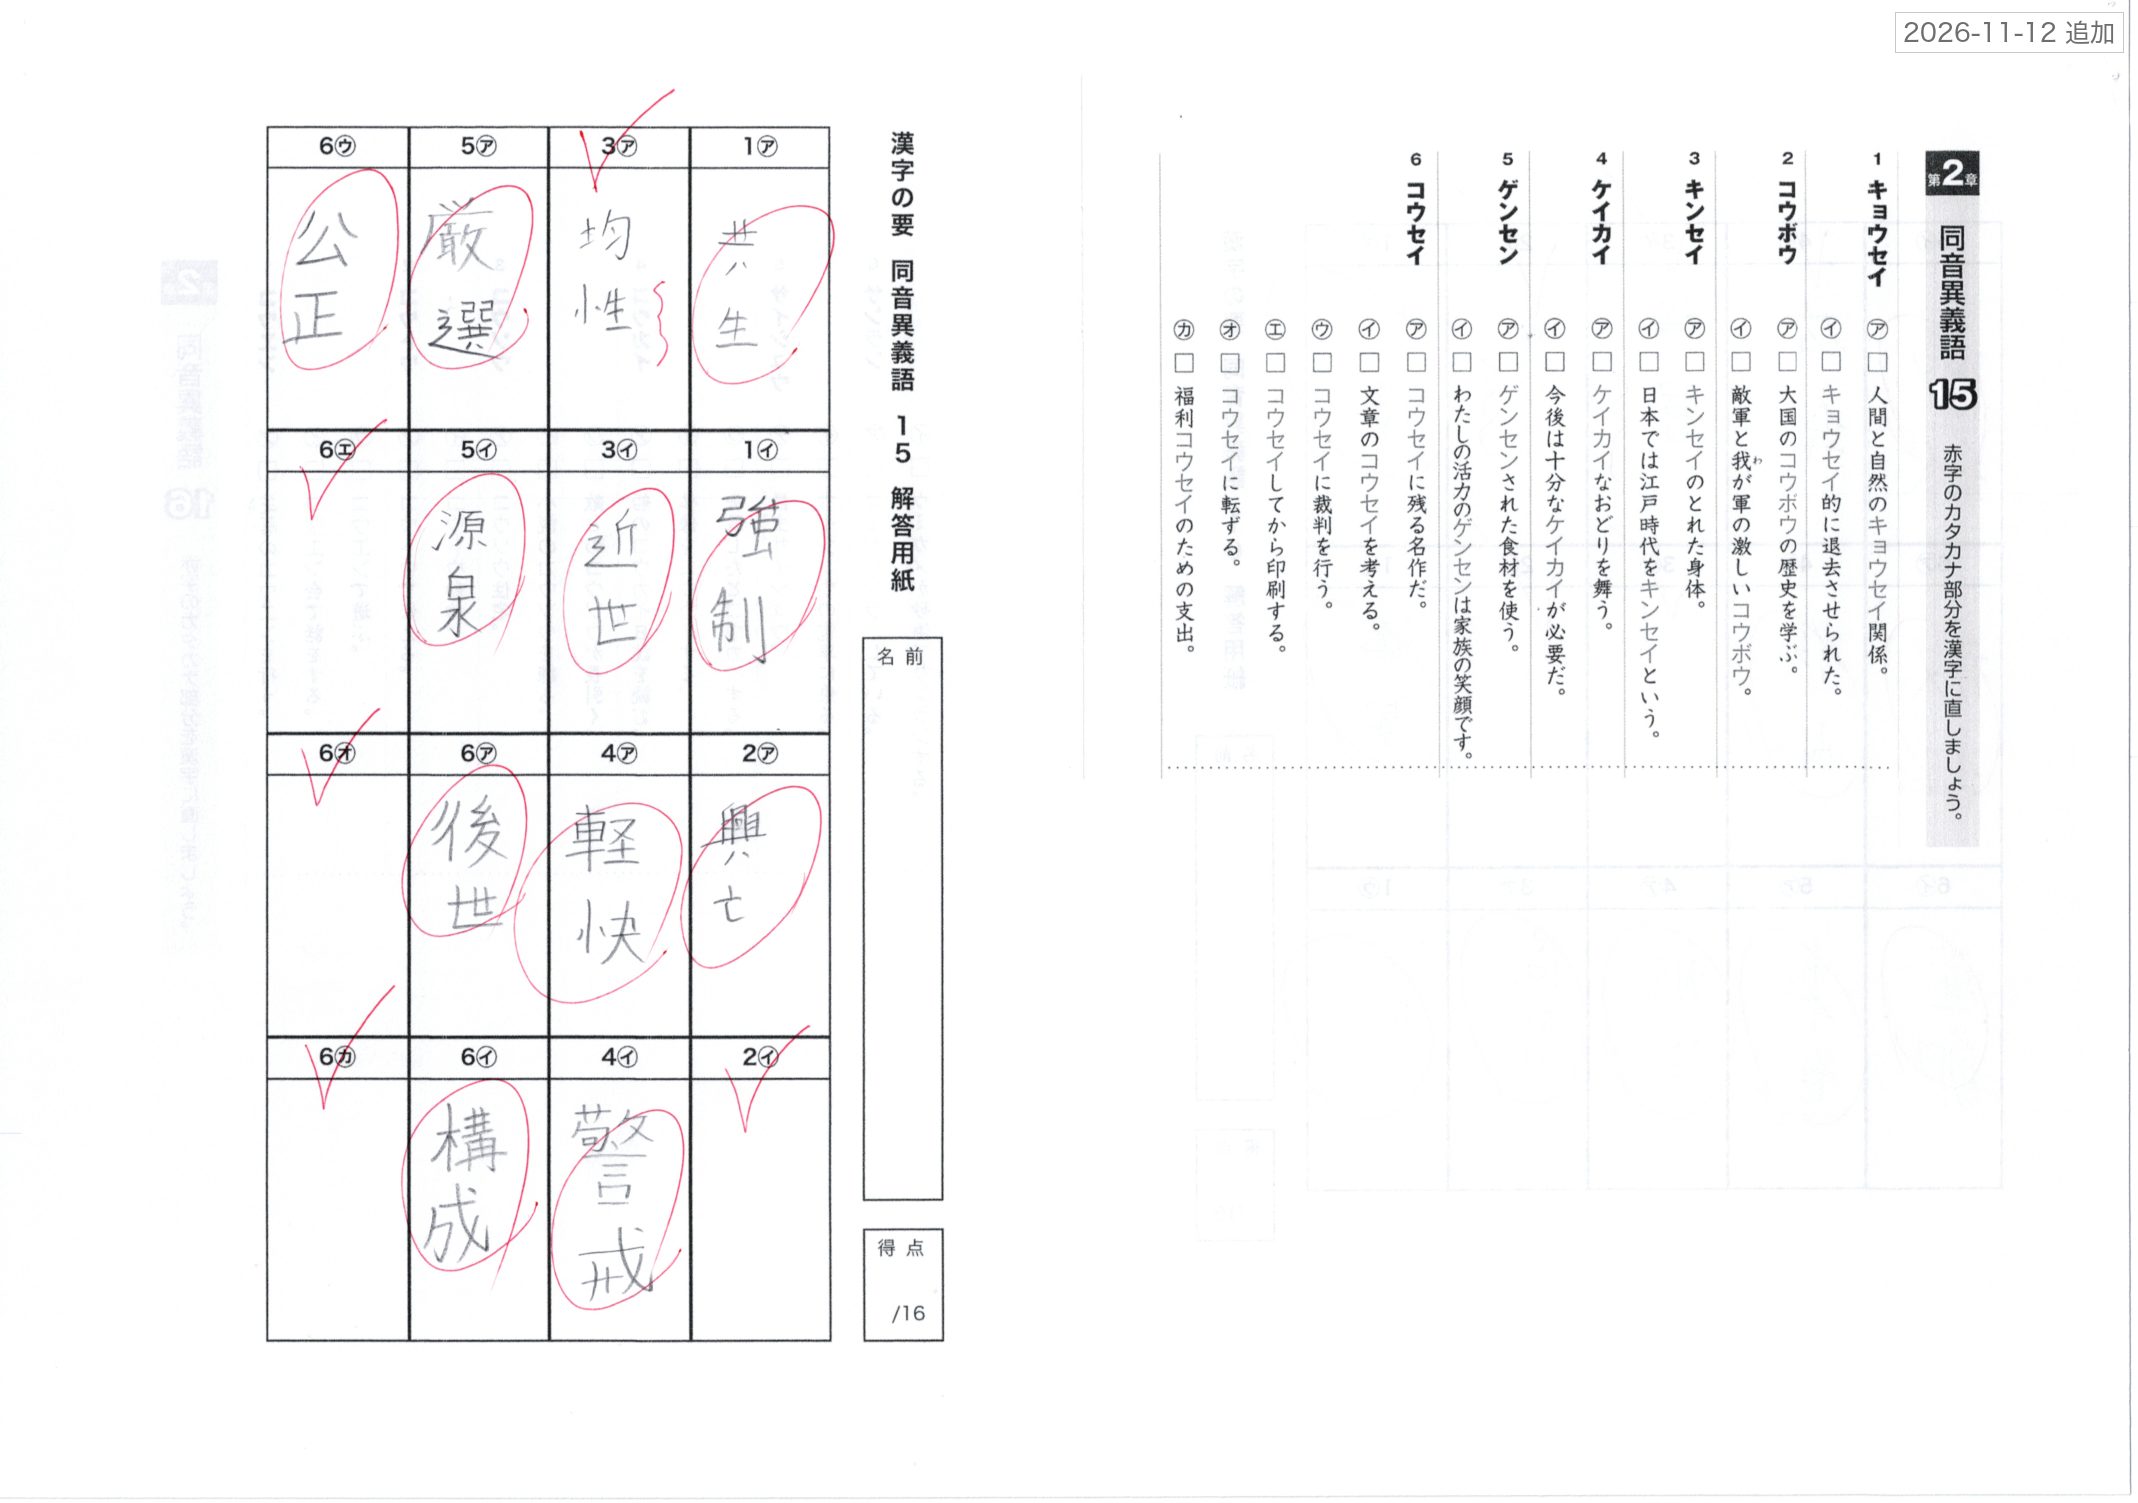 2026-11-12 追加
第2章 同音異義語 15 赤字のカタカナ部分を漢字に直しましょう。
1 キョウセイ
㋐□ 人間と自然のキョウセイ関係。
㋑□ キョウセイ的に退去させられた。
2 コウボウ
㋐□ 大国のコウボウの歴史を学ぶ。
㋑□ 敵軍と我が軍の激しいコウボウ。
わ
3 キンセイ
㋐□ キンセイのとれた身体。
㋑□ 日本では江戸時代をキンセイという。
4 ケイカイ
㋐□ ケイカイなおどりを舞う。
㋑□ 今後は十分なケイカイが必要だ。
5 ゲンセン
㋐□ ゲンセンされた食材を使う。
㋑□ わたしの活力のゲンセンは家族の笑顔です。
6 コウセイ
㋐□ コウセイに残る名作だ。
㋑□ 文章のコウセイを考える。
㋒□ コウセイに裁判を行う。
㋓□ コウセイしてから印刷する。
㋔□ コウセイに転ずる。
㋕□ 福利コウセイのための支出。
漢字の要 同音異義語 15 解答用紙
名前
得点
/16
1㋐
共生
1㋑
強制
2㋐
興亡
2㋑
3㋐
均性
3㋑
近世
4㋐
軽快
4㋑
警戒
5㋐
厳選
5㋑
源泉
6㋐
後世
6㋑
構成
6㋒
公正
6㋓
6㋔
6㋕